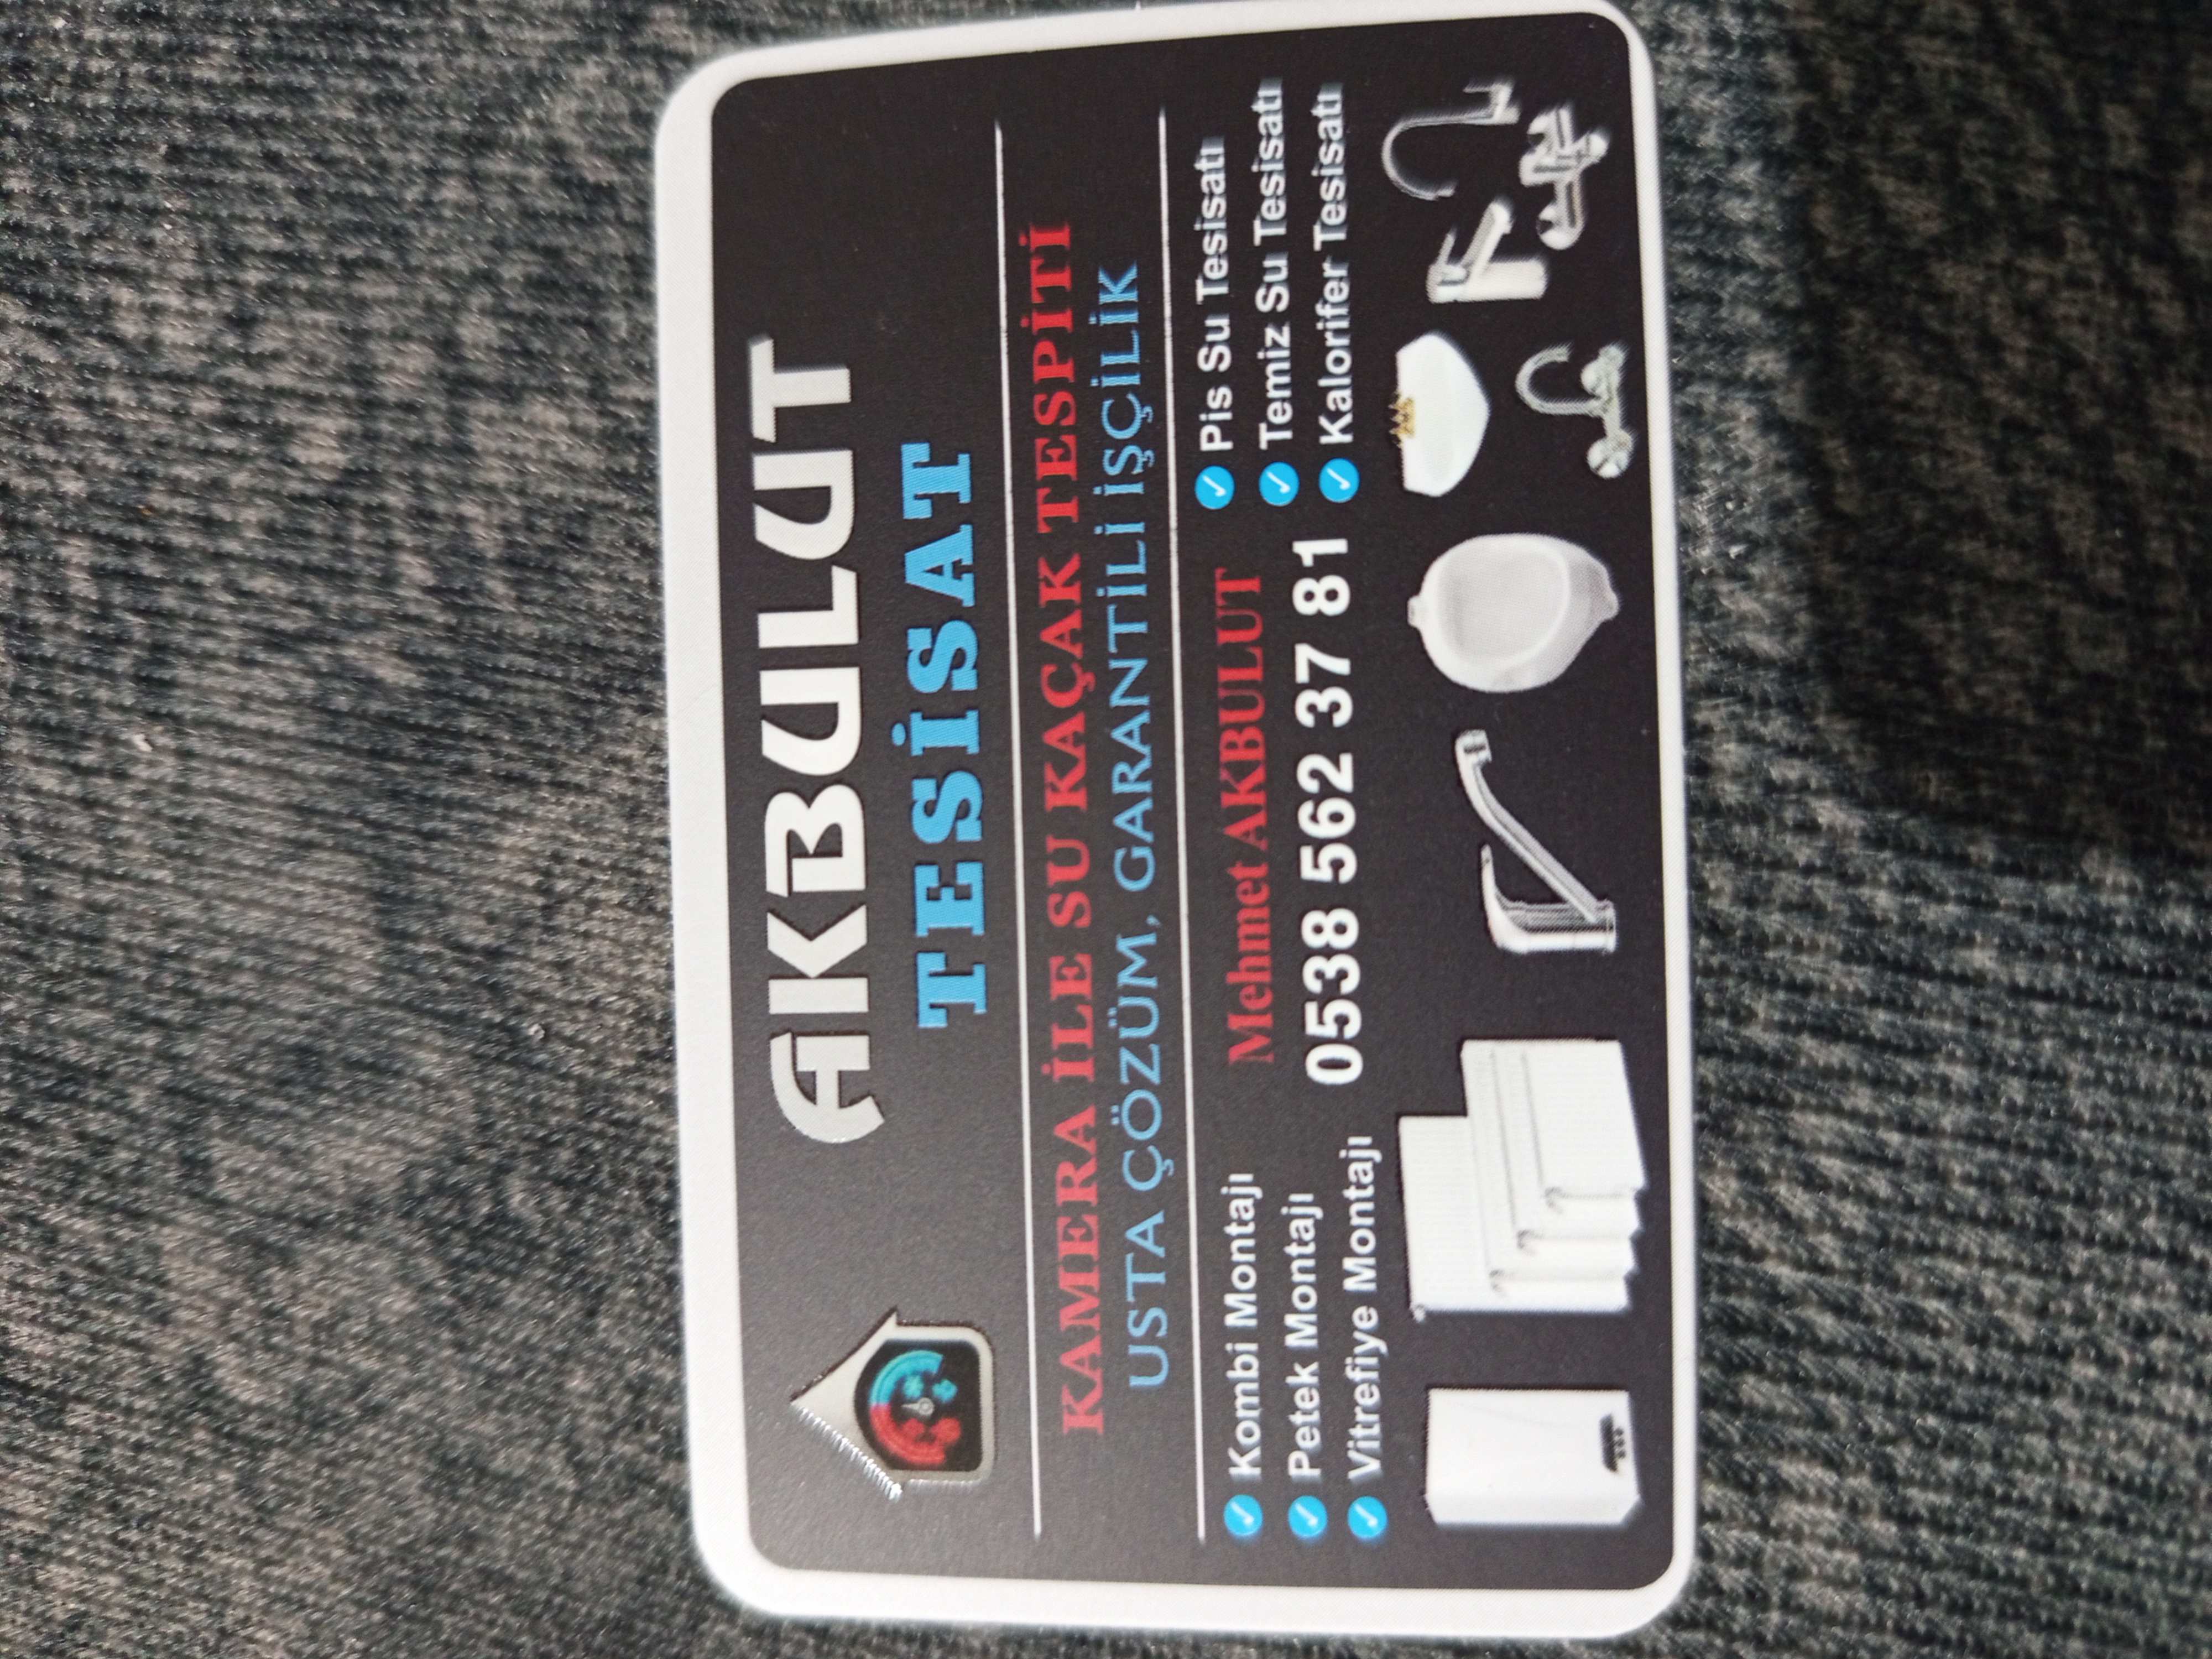 AKBULUT
TESİSAT
KAMERA İLE SU KAÇAK TESPİTİ
USTA ÇÖZÜM, GARANTİLİ İŞÇİLİK
Kombi Montajı
Petek Montajı
Vitrefiye Montajı
Mehmet AKBULUT
0538 562 37 81
Pis Su Tesisatı
Temiz Su Tesisatı
Kalorifer Tesisatı